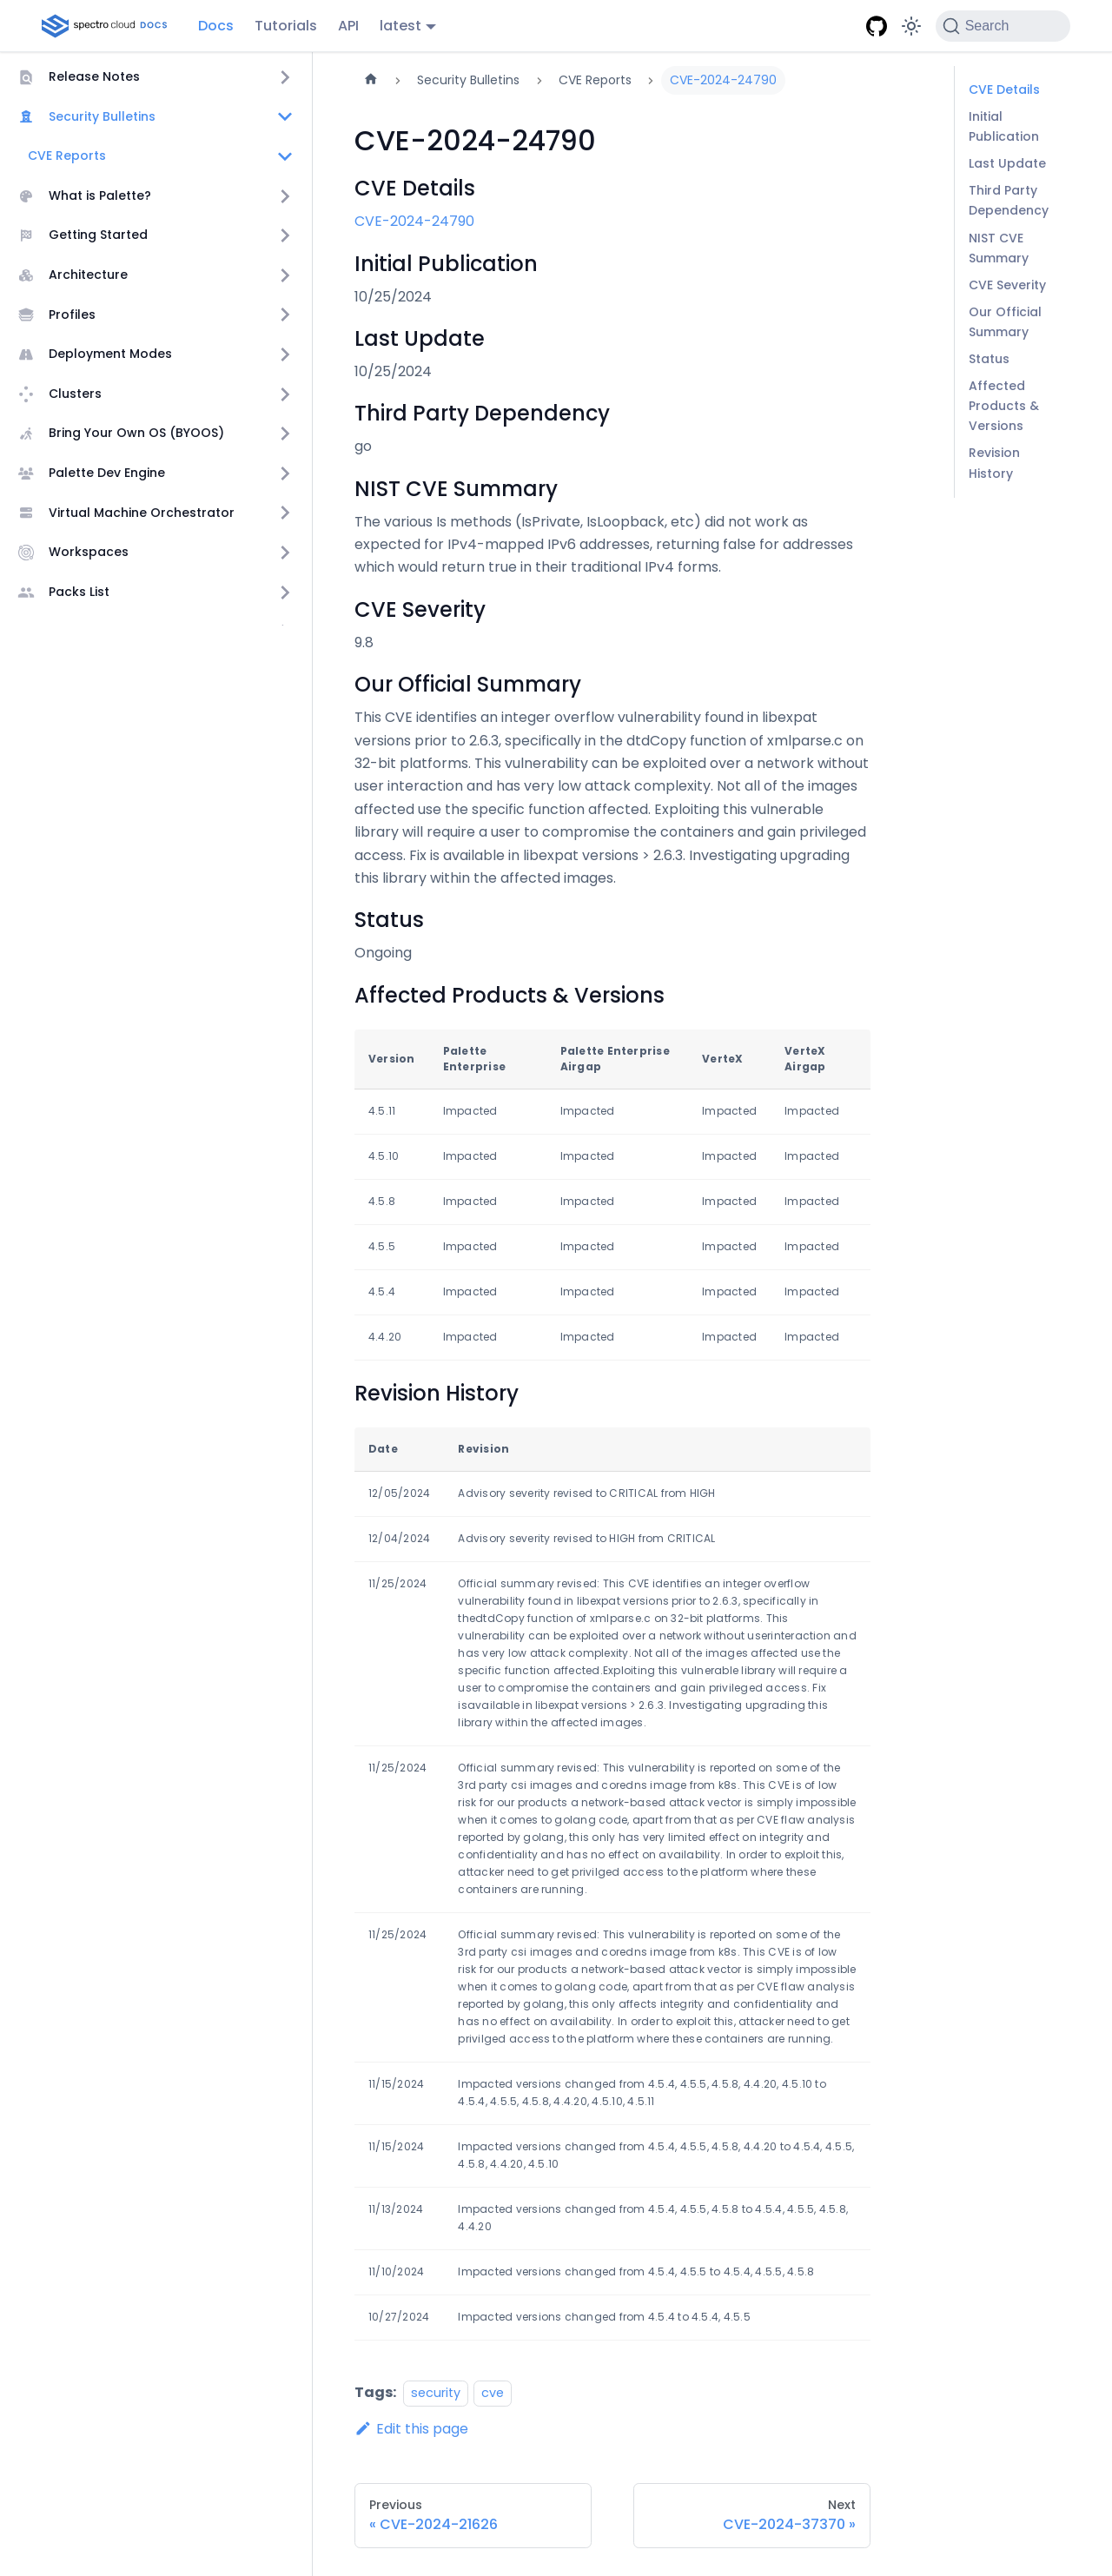 spectro cloud DOCS Docs Tutorials API latest Search
Release Notes
Security Bulletins
CVE Reports
What is Palette?
Getting Started
Architecture
Profiles
Deployment Modes
Clusters
Bring Your Own OS (BYOOS)
Palette Dev Engine
Virtual Machine Orchestrator
Workspaces
Packs List
Security Bulletins CVE Reports CVE-2024-24790
CVE-2024-24790
CVE Details
CVE-2024-24790
Initial Publication
10/25/2024
Last Update
10/25/2024
Third Party Dependency
go
NIST CVE Summary
The various Is methods (IsPrivate, IsLoopback, etc) did not work as
expected for IPv4-mapped IPv6 addresses, returning false for addresses
which would return true in their traditional IPv4 forms.
CVE Severity
9.8
Our Official Summary
This CVE identifies an integer overflow vulnerability found in libexpat
versions prior to 2.6.3, specifically in the dtdCopy function of xmlparse.c on
32-bit platforms. This vulnerability can be exploited over a network without
user interaction and has very low attack complexity. Not all of the images
affected use the specific function affected. Exploiting this vulnerable
library will require a user to compromise the containers and gain privileged
access. Fix is available in libexpat versions > 2.6.3. Investigating upgrading
this library within the affected images.
Status
Ongoing
Affected Products & Versions
Version Palette Enterprise Palette Enterprise Airgap VerteX VerteX Airgap
4.5.11 Impacted Impacted Impacted Impacted
4.5.10 Impacted Impacted Impacted Impacted
4.5.8 Impacted Impacted Impacted Impacted
4.5.5 Impacted Impacted Impacted Impacted
4.5.4 Impacted Impacted Impacted Impacted
4.4.20 Impacted Impacted Impacted Impacted
Revision History
Date Revision
12/05/2024 Advisory severity revised to CRITICAL from HIGH
12/04/2024 Advisory severity revised to HIGH from CRITICAL
11/25/2024 Official summary revised: This CVE identifies an integer overflow
vulnerability found in libexpat versions prior to 2.6.3, specifically in
thedtdCopy function of xmlparse.c on 32-bit platforms. This
vulnerability can be exploited over a network without userinteraction and
has very low attack complexity. Not all of the images affected use the
specific function affected.Exploiting this vulnerable library will require a
user to compromise the containers and gain privileged access. Fix
isavailable in libexpat versions > 2.6.3. Investigating upgrading this
library within the affected images.
11/25/2024 Official summary revised: This vulnerability is reported on some of the
3rd party csi images and coredns image from k8s. This CVE is of low
risk for our products a network-based attack vector is simply impossible
when it comes to golang code, apart from that as per CVE flaw analysis
reported by golang, this only has very limited effect on integrity and
confidentiality and has no effect on availability. In order to exploit this,
attacker need to get privilged access to the platform where these
containers are running.
11/25/2024 Official summary revised: This vulnerability is reported on some of the
3rd party csi images and coredns image from k8s. This CVE is of low
risk for our products a network-based attack vector is simply impossible
when it comes to golang code, apart from that as per CVE flaw analysis
reported by golang, this only affects integrity and confidentiality and
has no effect on availability. In order to exploit this, attacker need to get
privilged access to the platform where these containers are running.
11/15/2024 Impacted versions changed from 4.5.4, 4.5.5, 4.5.8, 4.4.20, 4.5.10 to
4.5.4, 4.5.5, 4.5.8, 4.4.20, 4.5.10, 4.5.11
11/15/2024 Impacted versions changed from 4.5.4, 4.5.5, 4.5.8, 4.4.20 to 4.5.4, 4.5.5,
4.5.8, 4.4.20, 4.5.10
11/13/2024 Impacted versions changed from 4.5.4, 4.5.5, 4.5.8 to 4.5.4, 4.5.5, 4.5.8,
4.4.20
11/10/2024 Impacted versions changed from 4.5.4, 4.5.5 to 4.5.4, 4.5.5, 4.5.8
10/27/2024 Impacted versions changed from 4.5.4 to 4.5.4, 4.5.5
Tags: security cve
Edit this page
Previous
« CVE-2024-21626
Next
CVE-2024-37370 »
CVE Details
Initial
Publication
Last Update
Third Party
Dependency
NIST CVE
Summary
CVE Severity
Our Official
Summary
Status
Affected
Products &
Versions
Revision
History